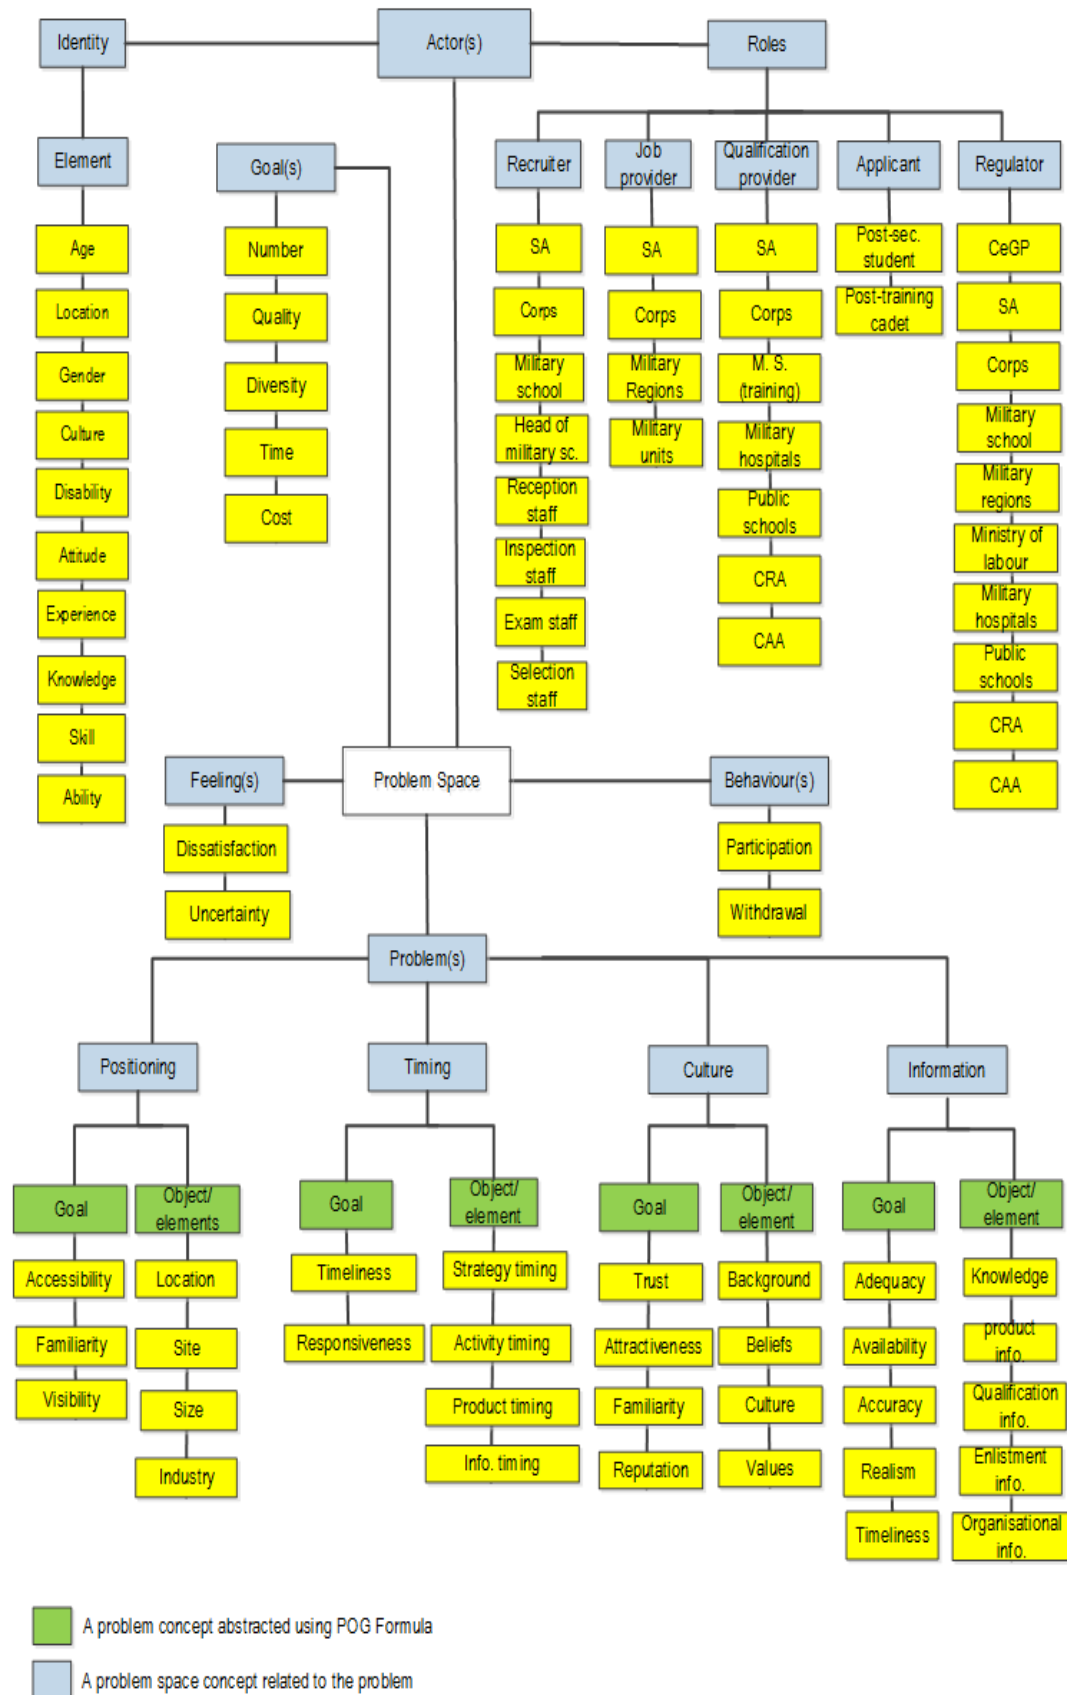 Identity
Actor(s)
Roles
Element
Age
Location
Gender
Culture
Disability
Attitude
Experience
Knowledge
Skill
Ability
Goal(s)
Number
Quality
Diversity
Time
Cost
Recruiter
SA
Corps
Military
school
Head of
military sc.
Reception
staff
Inspection
staff
Exam staff
Selection
staff
Job
provider
SA
Corps
Military
Regions
Military
units
Qualification
provider
SA
Corps
M. S.
(training)
Military
hospitals
Public
schools
CRA
CAA
Applicant
Post-sec.
student
Post-training
cadet
Regulator
CeGP
SA
Corps
Military
school
Military
regions
Ministry of
labour
Military
hospitals
Public
schools
CRA
CAA
Feeling(s)
Dissatisfaction
Uncertainty
Problem Space
Behaviour(s)
Participation
Withdrawal
Problem(s)
Positioning
Goal
Accessibility
Familiarity
Visibility
Object/
elements
Location
Site
Size
Industry
Timing
Goal
Timeliness
Responsiveness
Object/
element
Strategy timing
Activity timing
Product timing
Info. timing
Culture
Goal
Trust
Attractiveness
Familiarity
Reputation
Object/
element
Background
Beliefs
Culture
Values
Information
Goal
Adequacy
Availability
Accuracy
Realism
Timeliness
Object/
element
Knowledge
product
info.
Qualification
info.
Enlistment
info.
Organisational
info.
A problem concept abstracted using POG Formula
A problem space concept related to the problem